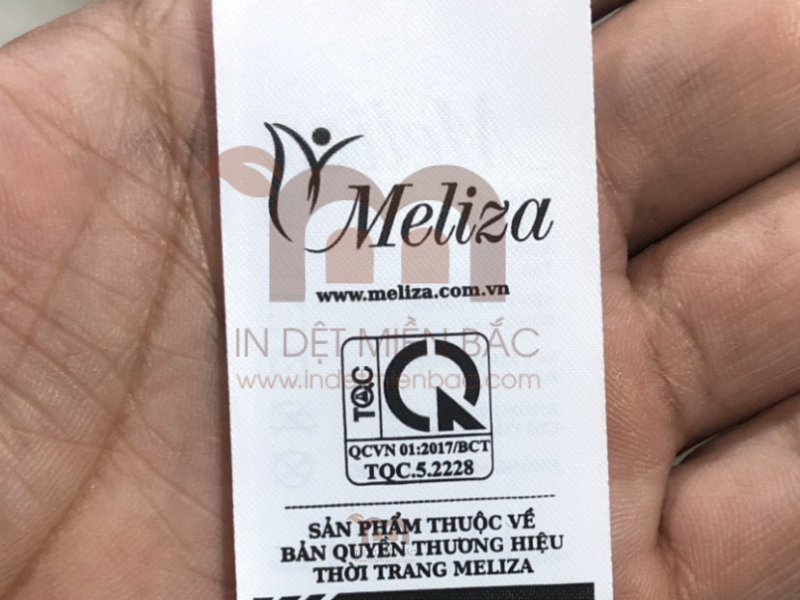 Meliza
www.meliza.com.vn
IN DỆT MIỀN BẮC
www.indetmienbac.com
TQC
QCVN 01:2017/BCT
TQC.5.2228
SẢN PHẨM THUỘC VỀ
BẢN QUYỀN THƯƠNG HIỆU
THỜI TRANG MELIZA